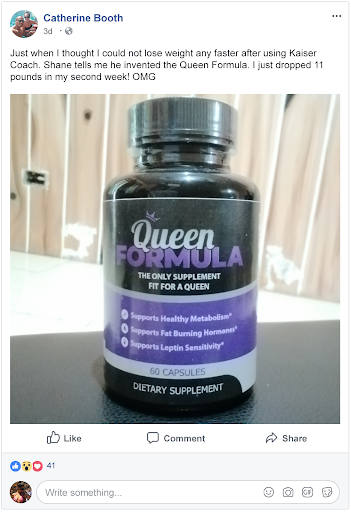 Catherine Booth
3d
Just when I thought I could not lose weight any faster after using Kaiser
Coach. Shane tells me he invented the Queen Formula. I just dropped 11
pounds in my second week! OMG
Queen
FORMULA
THE ONLY SUPPLEMENT
FIT FOR A QUEEN
Supports Healthy Metabolism*
Supports Fat Burning Hormones*
Supports Leptin Sensitivity*
60 CAPSULES
DIETARY SUPPLEMENT
Like
Comment
Share
41
Write something...
GIF